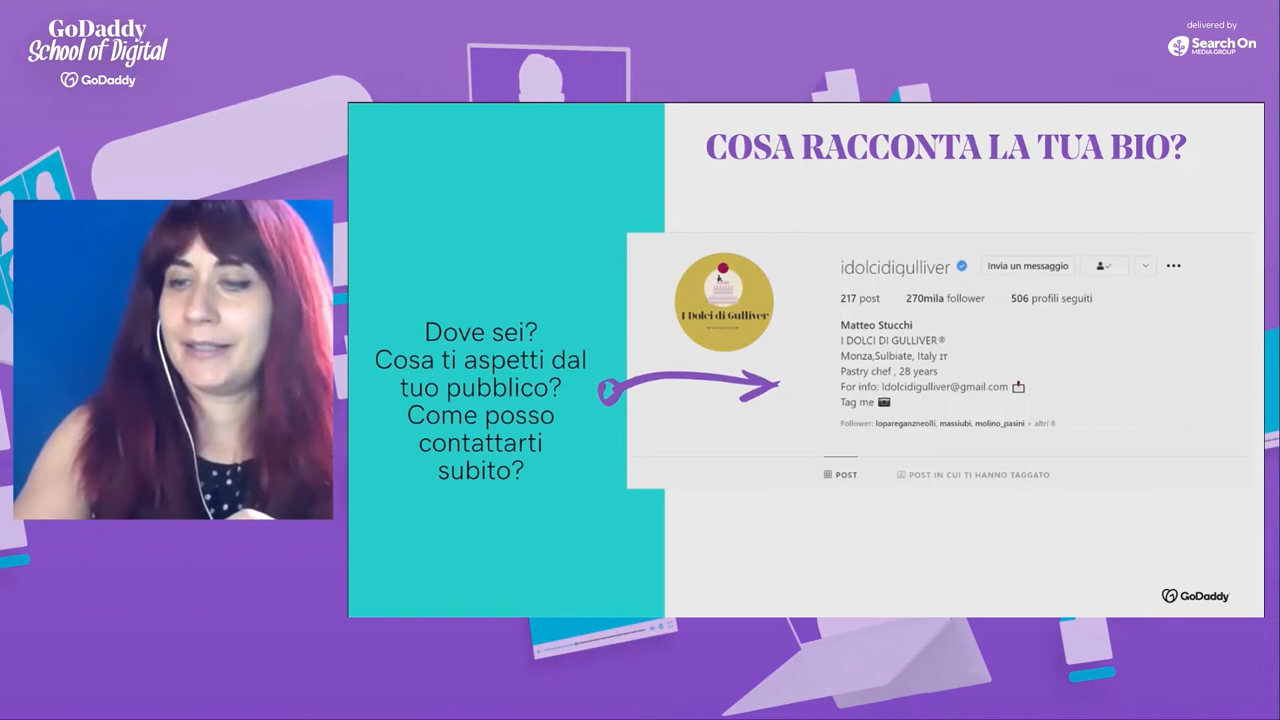 GoDaddy
School of Digital
GoDaddy
delivered by
Search On
MEDIA GROUP
COSA RACCONTA LA TUA BIO?
Dove sei?
Cosa ti aspetti dal
tuo pubblico?
Come posso
contattarti
subito?
I Dolci di Gulliver
idolcidigulliver Invia un messaggio
217 post 270mila follower 506 profili seguiti
Matteo Stucchi
I DOLCI DI GULLIVER®
Monza,Sulbiate, Italy IT
Pastry chef , 28 years
For info: Idolcidigulliver@gmail.com 📩
Tag me 📷
Follower: lopareganzneolli, massiubi, molino_pasini + altri 8
POST POST IN CUI TI HANNO TAGGATO
GoDaddy